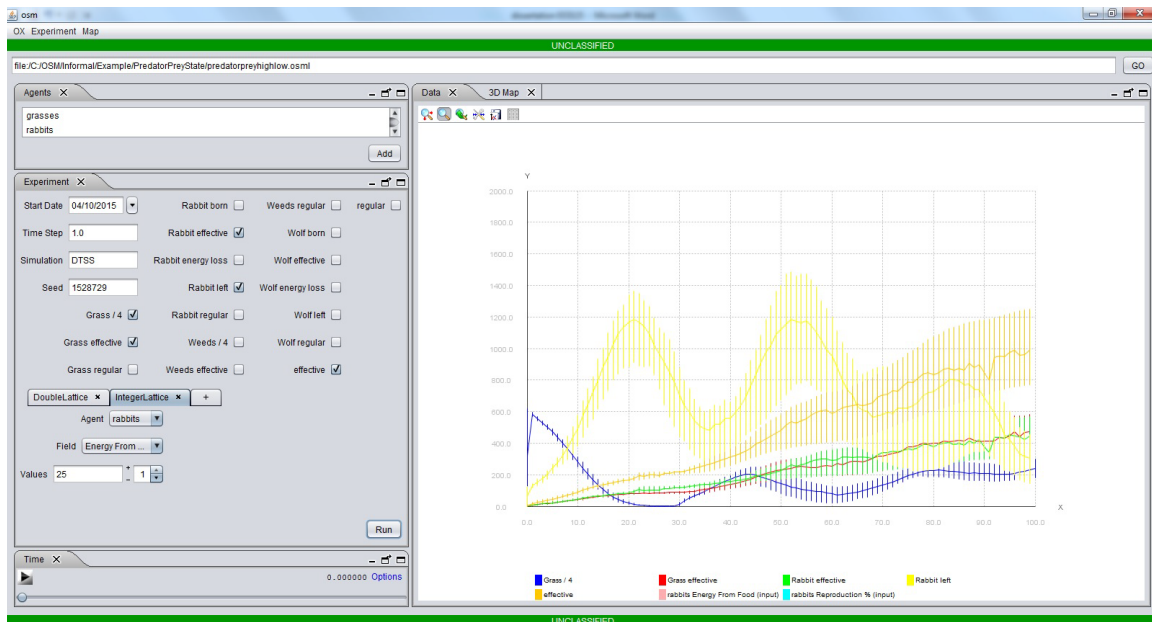 osm
OX Experiment Map
UNCLASSIFIED
file:/C:/OSM/Informal/Example/PredatorPreyState/predatorpreyhighlow.osml
GO
Agents
grasses
rabbits
Add
Experiment
Start Date 04/10/2015 Rabbit born Weeds regular regular
Time Step 1.0 Rabbit effective Wolf born
Simulation DTSS Rabbit energy loss Wolf effective
Seed 1528729 Rabbit left Wolf energy loss
Grass / 4 Rabbit regular Wolf left
Grass effective Weeds / 4 Wolf regular
Grass regular Weeds effective effective
DoubleLattice IntegerLattice +
Agent rabbits
Field Energy From ...
Values 25 + - 1
Run
Time
0.000000 Options
Data 3D Map
Y
2000.0
1800.0
1600.0
1400.0
1200.0
1000.0
800.0
600.0
400.0
200.0
0.0
X
0.0 10.0 20.0 30.0 40.0 50.0 60.0 70.0 80.0 90.0 100.0
Grass / 4 Grass effective Rabbit effective Rabbit left
effective rabbits Energy From Food (input) rabbits Reproduction % (input)
UNCLASSIFIED